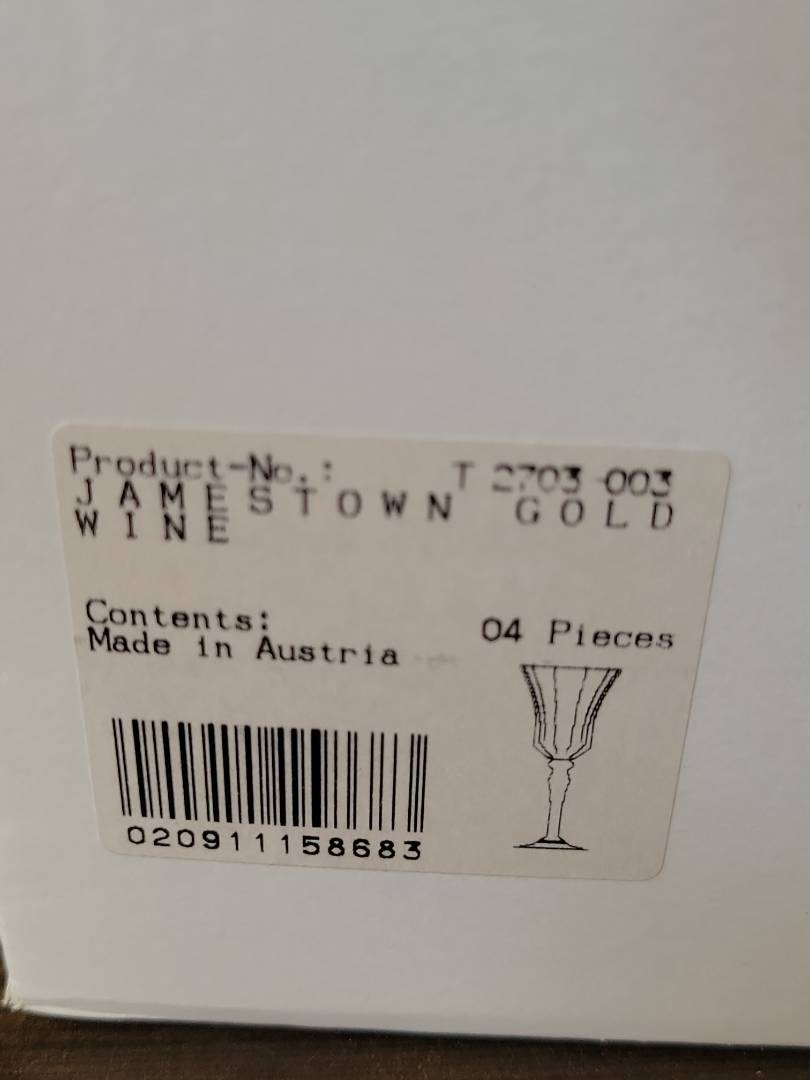 Product-No.: T 2703 003
JAMESTOWN GOLD
WINE
Contents: 04 Pieces
Made in Austria
020911158683